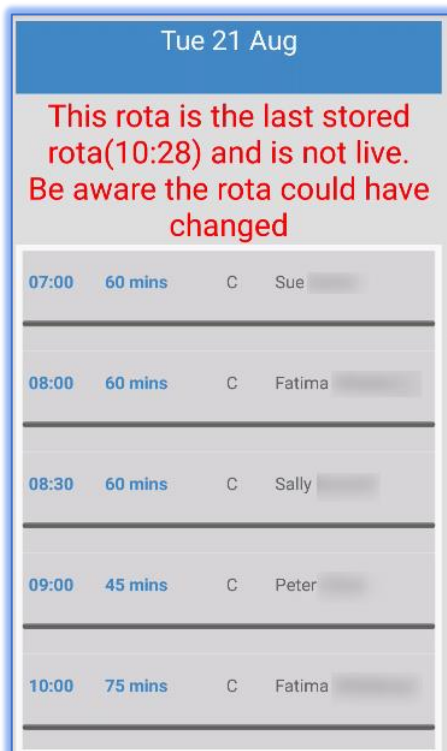 Tue 21 Aug
This rota is the last stored
rota(10:28) and is not live.
Be aware the rota could have
changed
07:00 60 mins C Sue
08:00 60 mins C Fatima
08:30 60 mins C Sally
09:00 45 mins C Peter
10:00 75 mins C Fatima